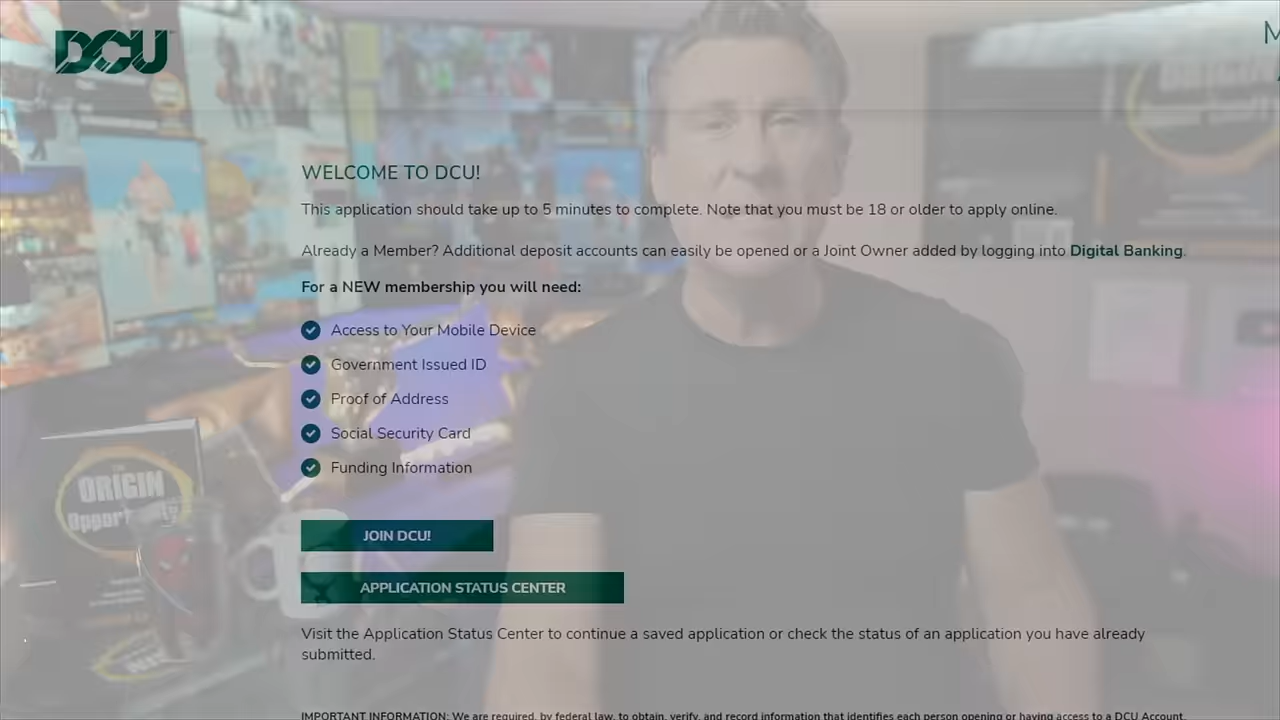 DCU
M
WELCOME TO DCU!
This application should take up to 5 minutes to complete. Note that you must be 18 or older to apply online.
Already a Member? Additional deposit accounts can easily be opened or a Joint Owner added by logging into Digital Banking.
For a NEW membership you will need:
Access to Your Mobile Device
Government Issued ID
Proof of Address
Social Security Card
Funding Information
ORIGIN
JOIN DCU!
APPLICATION STATUS CENTER
Visit the Application Status Center to continue a saved application or check the status of an application you have already
submitted.
IMPORTANT INFORMATION: We are required, by federal law, to obtain, verify, and record information that identifies each person opening or having access to a DCU Account.